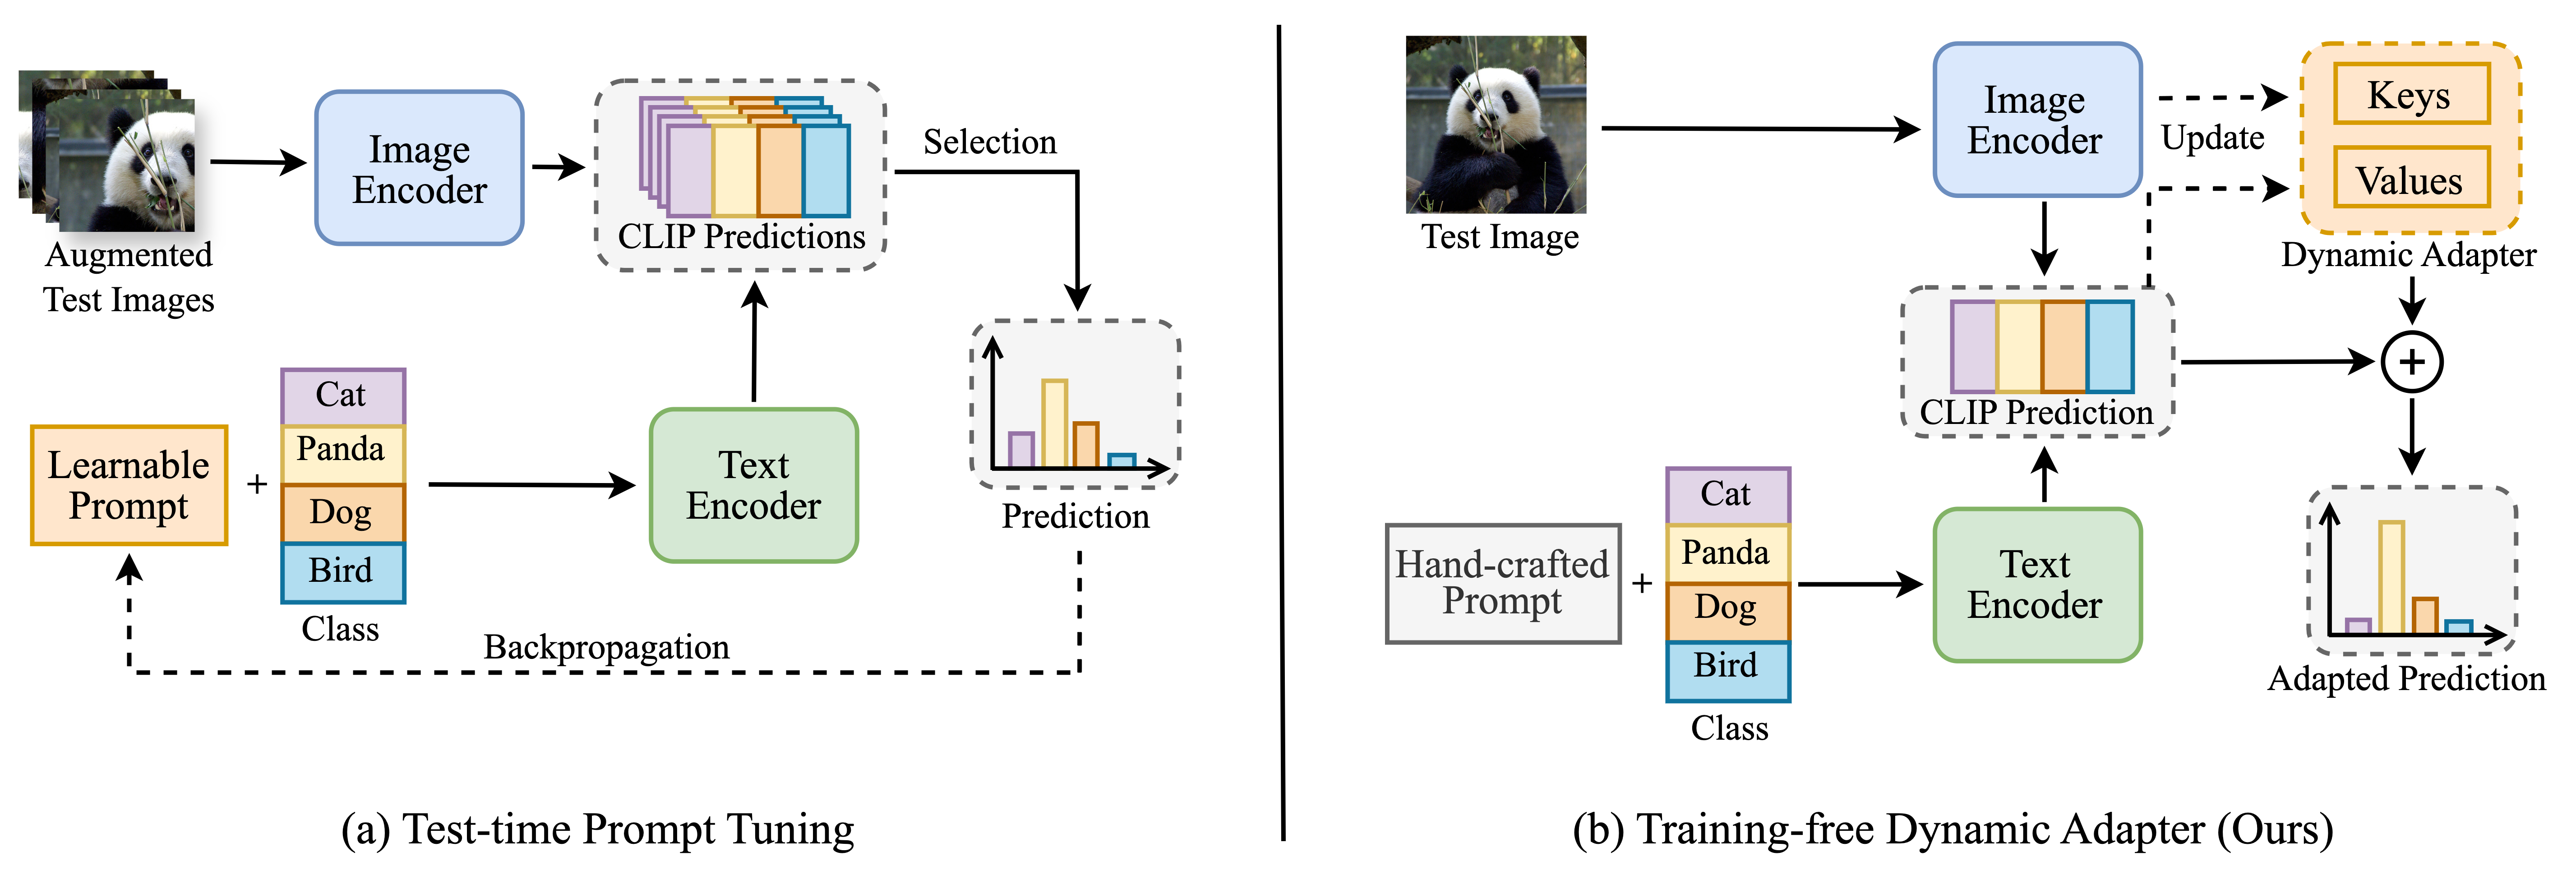 Augmented
Test Images
Image
Encoder
CLIP Predictions
Selection
Learnable
Prompt
+
Cat
Panda
Dog
Bird
Class
Text
Encoder
Prediction
Backpropagation
(a) Test-time Prompt Tuning
Test Image
Image
Encoder
Update
Keys
Values
Dynamic Adapter
CLIP Prediction
+
Hand-crafted
Prompt
+
Cat
Panda
Dog
Bird
Class
Text
Encoder
Adapted Prediction
(b) Training-free Dynamic Adapter (Ours)